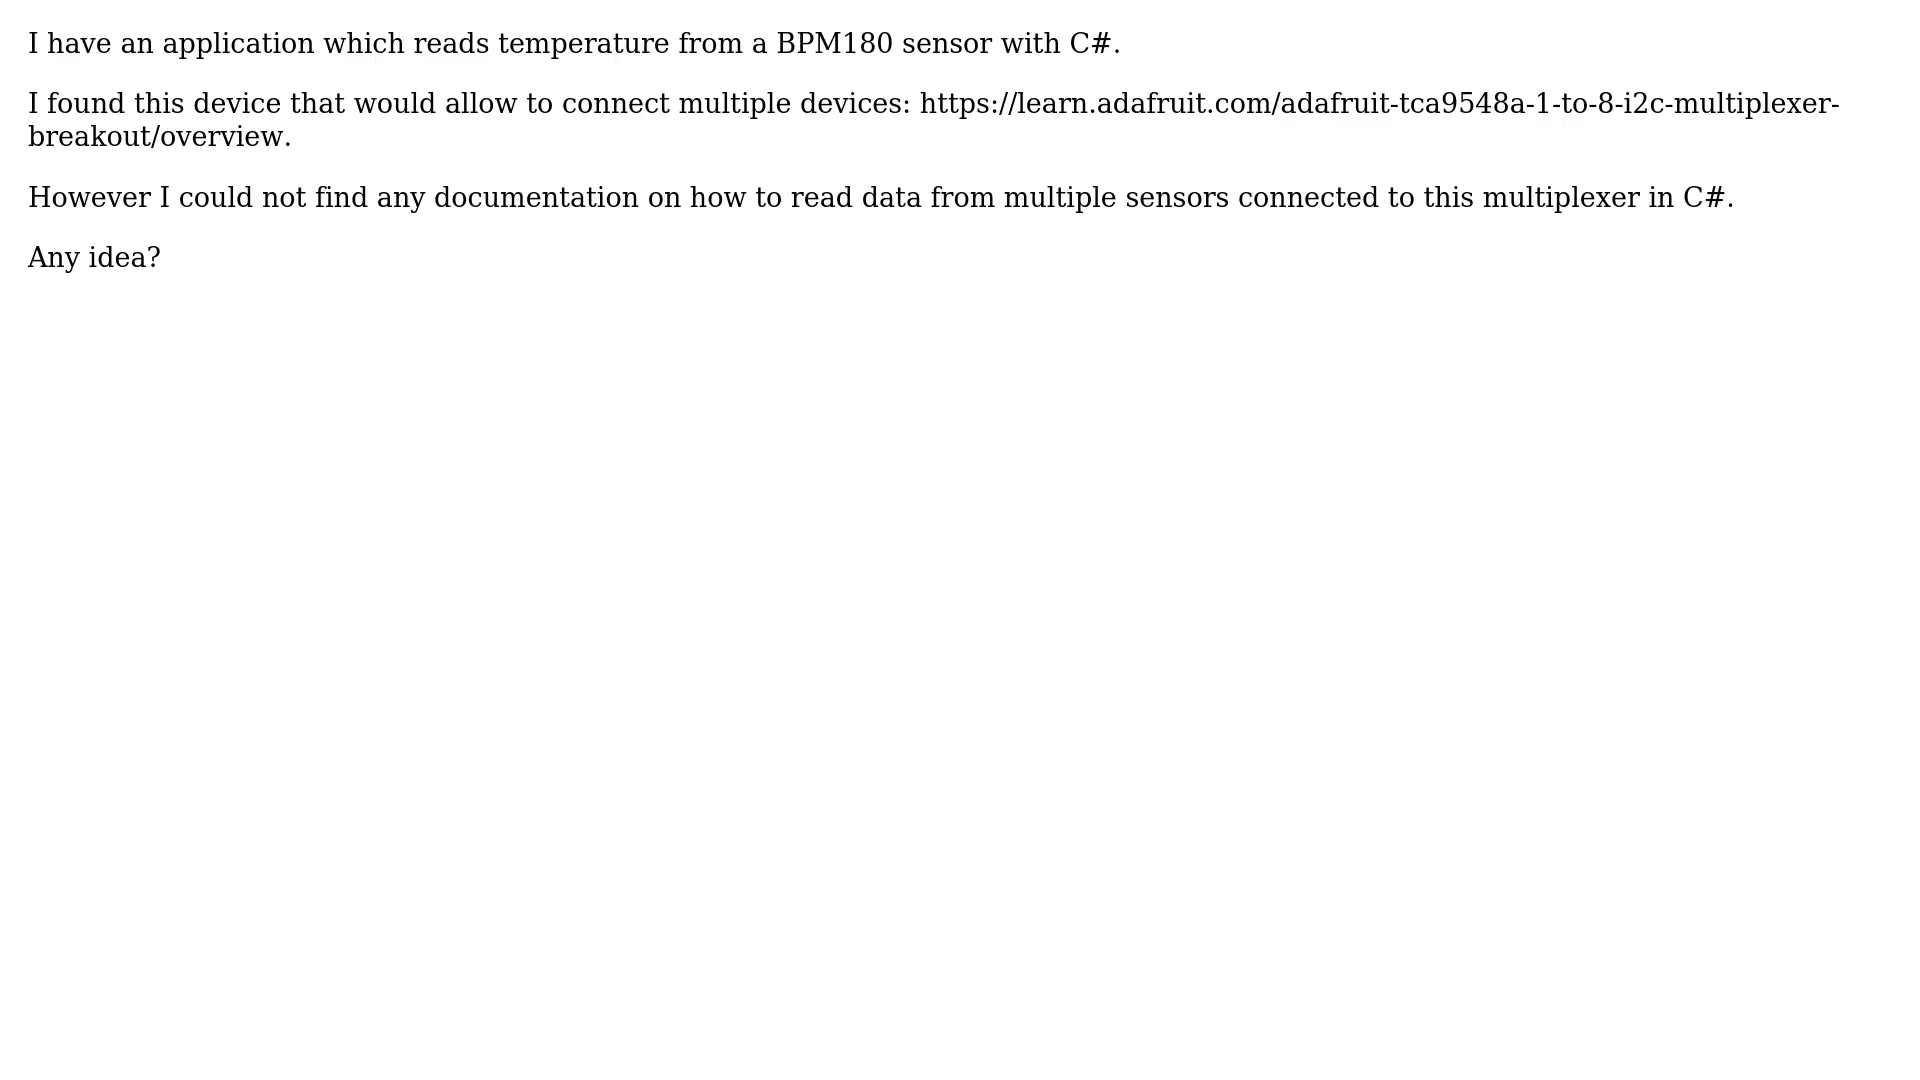 I have an application which reads temperature from a BPM180 sensor with C#.
I found this device that would allow to connect multiple devices: https://learn.adafruit.com/adafruit-tca9548a-1-to-8-i2c-multiplexer-
breakout/overview.
However I could not find any documentation on how to read data from multiple sensors connected to this multiplexer in C#.
Any idea?